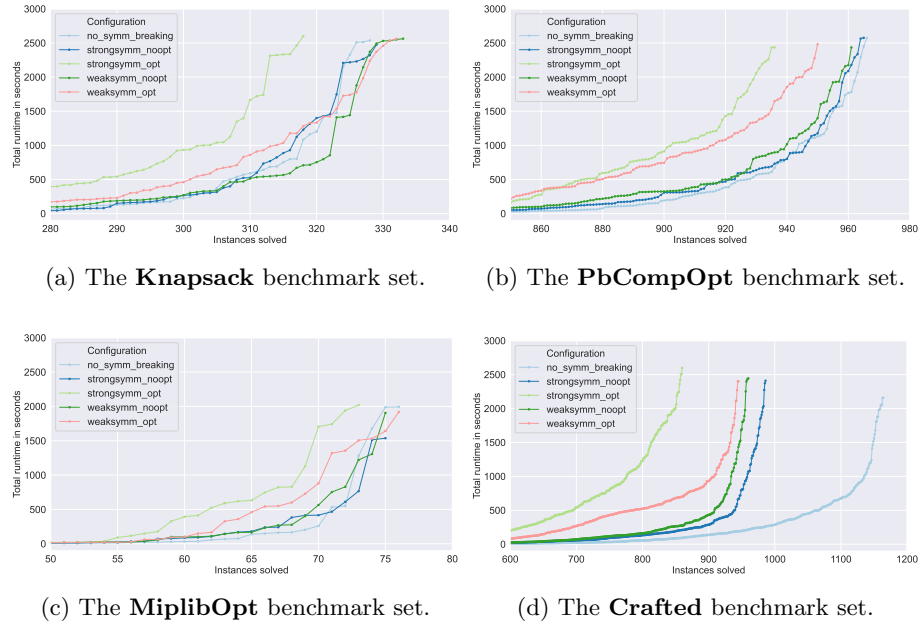 3000
2500
2000
1500
1000
500
0
Total runtime in seconds
Configuration
no_symm_breaking
strongsymm_noopt
strongsymm_opt
weaksymm_noopt
weaksymm_opt
280 290 300 310 320 330 340
Instances solved
(a) The Knapsack benchmark set.
3000
2500
2000
1500
1000
500
0
Total runtime in seconds
Configuration
no_symm_breaking
strongsymm_noopt
strongsymm_opt
weaksymm_noopt
weaksymm_opt
860 880 900 920 940 960 980
Instances solved
(b) The PbCompOpt benchmark set.
3000
2500
2000
1500
1000
500
0
Total runtime in seconds
Configuration
no_symm_breaking
strongsymm_noopt
strongsymm_opt
weaksymm_noopt
weaksymm_opt
50 55 60 65 70 75 80
Instances solved
(c) The MiplibOpt benchmark set.
3000
2500
2000
1500
1000
500
0
Total runtime in seconds
Configuration
no_symm_breaking
strongsymm_noopt
strongsymm_opt
weaksymm_noopt
weaksymm_opt
600 700 800 900 1000 1100 1200
Instances solved
(d) The Crafted benchmark set.